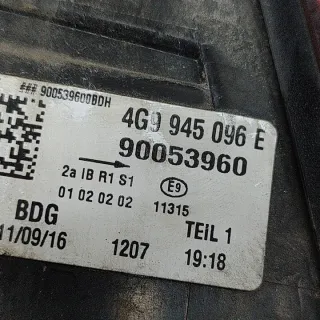 ### 900539600BDH
4G9 945 096 E
90053960
2a IB R1 S1
E9
01 02 02 02
11315
BDG
TEIL 1
11/09/16
1207
19:18